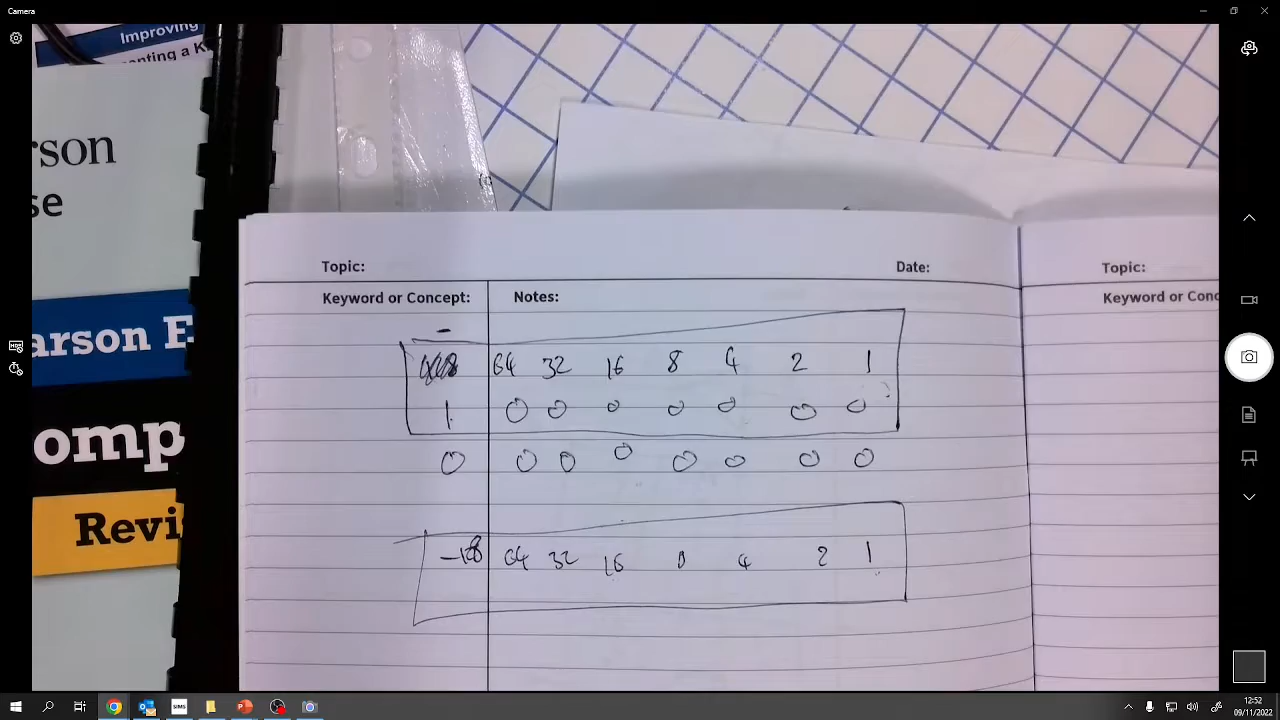 Camera
Improving
enting a K
rson
se
arson E
omp
Revi
Topic: Date:
Keyword or Concept: Notes:
-
64 32 16 8 4 2 1
1 0 0 0 0 0 0 0
0 0 0 0 0 0 0 0
-128 64 32 16 8 4 2 1
Topic:
Keyword or Conc
SIMS
12:52
09/11/2022